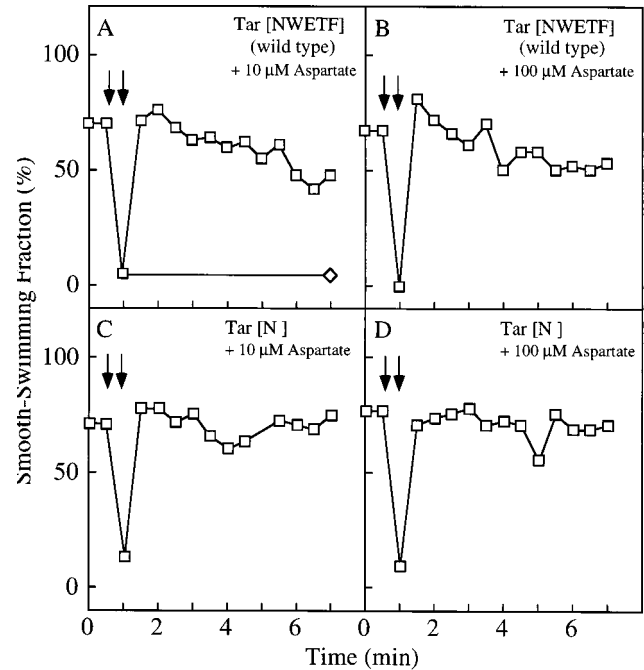 A
Tar [NWETF]
(wild type)
+ 10 µM Aspartate
B
Tar [NWETF]
(wild type)
+ 100 µM Aspartate
100
50
0
C
Tar [N ]
+ 10 µM Aspartate
D
Tar [N ]
+ 100 µM Aspartate
100
50
0
0 2 4 6 0 2 4 6
Time (min)
Smooth-Swimming Fraction (%)